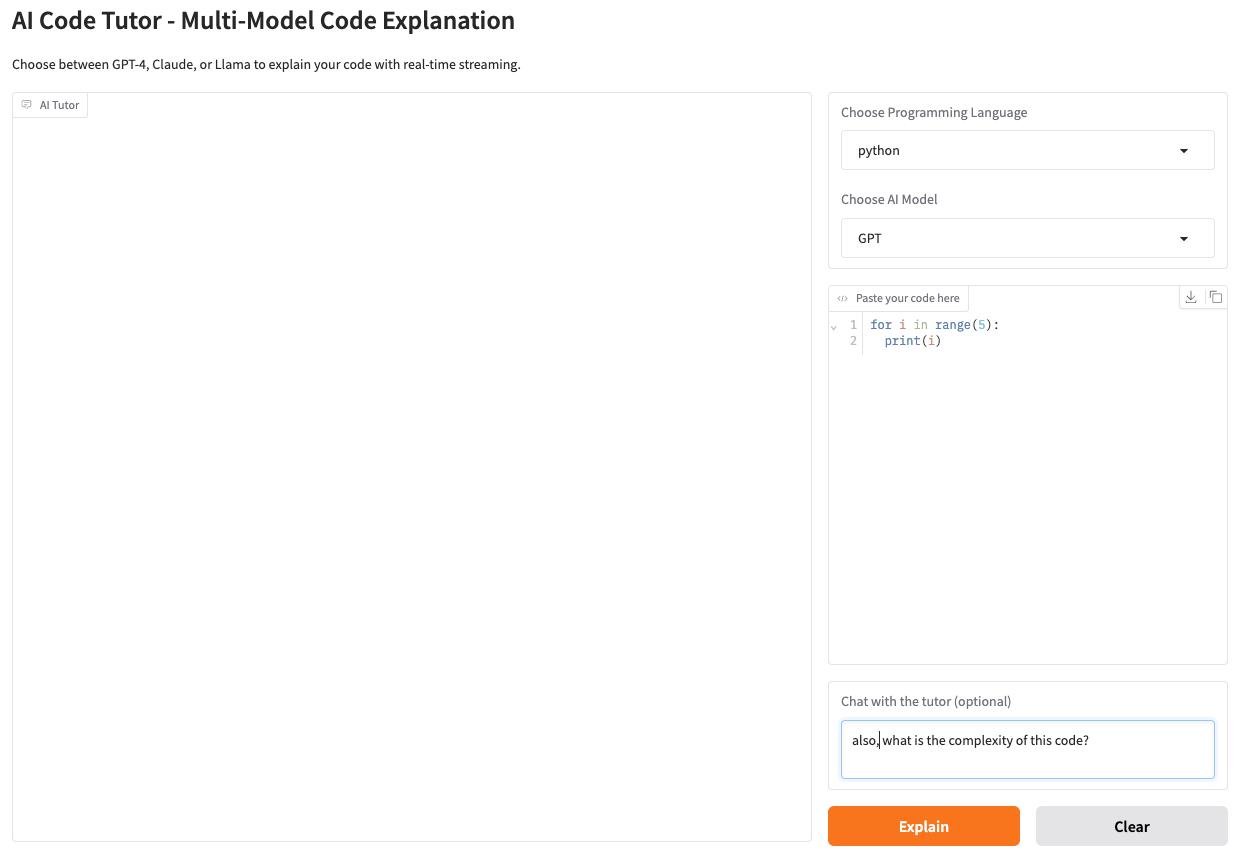 AI Code Tutor - Multi-Model Code Explanation
Choose between GPT-4, Claude, or Llama to explain your code with real-time streaming.
AI Tutor
Choose Programming Language
python
Choose AI Model
GPT
Paste your code here
1 for i in range(5):
2   print(i)
Chat with the tutor (optional)
also, what is the complexity of this code?
Explain
Clear